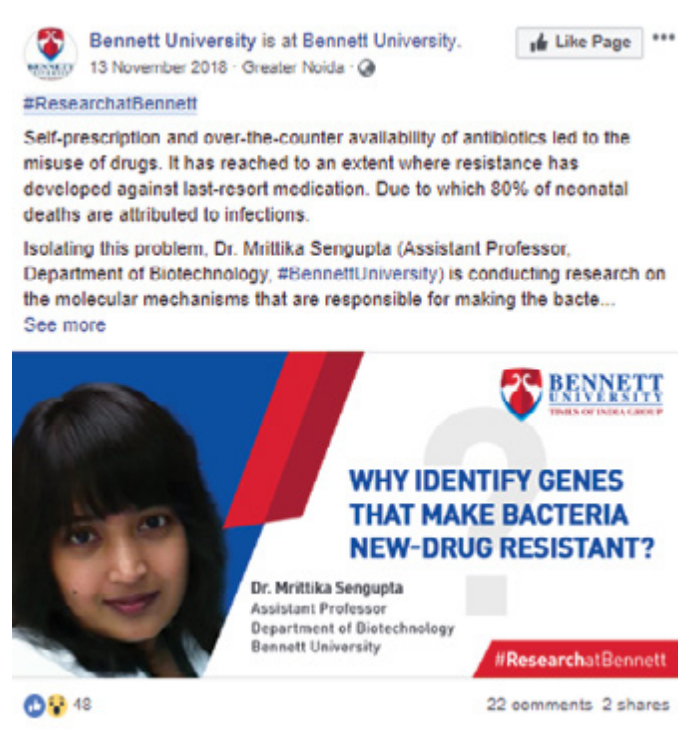 Bennett University is at Bennett University.
Like Page
13 November 2018 · Greater Noida ·
#ResearchatBennett
Self-prescription and over-the-counter availability of antibiotics led to the
misuse of drugs. It has reached to an extent where resistance has
developed against last-resort medication. Due to which 80% of neonatal
deaths are attributed to infections.
Isolating this problem, Dr. Mrittika Sengupta (Assistant Professor,
Department of Biotechnology, #BennettUniversity) is conducting research on
the molecular mechanisms that are responsible for making the bacte...
See more
BENNETT
UNIVERSITY
TIMES OF INDIA GROUP
?
WHY IDENTIFY GENES
THAT MAKE BACTERIA
NEW-DRUG RESISTANT?
Dr. Mrittika Sengupta
Assistant Professor
Department of Biotechnology
Bennett University
#ResearchatBennett
48
22 comments 2 shares